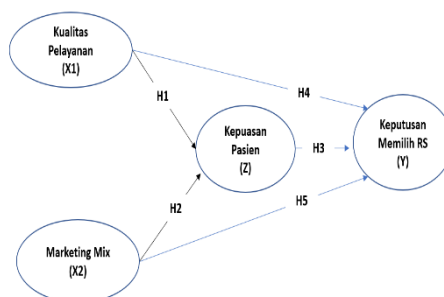 Kualitas
Pelayanan
(X1)
H4
H1
Kepuasan
Pasien
(Z)
H3
Keputusan
Memilih RS
(Y)
H2
H5
Marketing Mix
(X2)